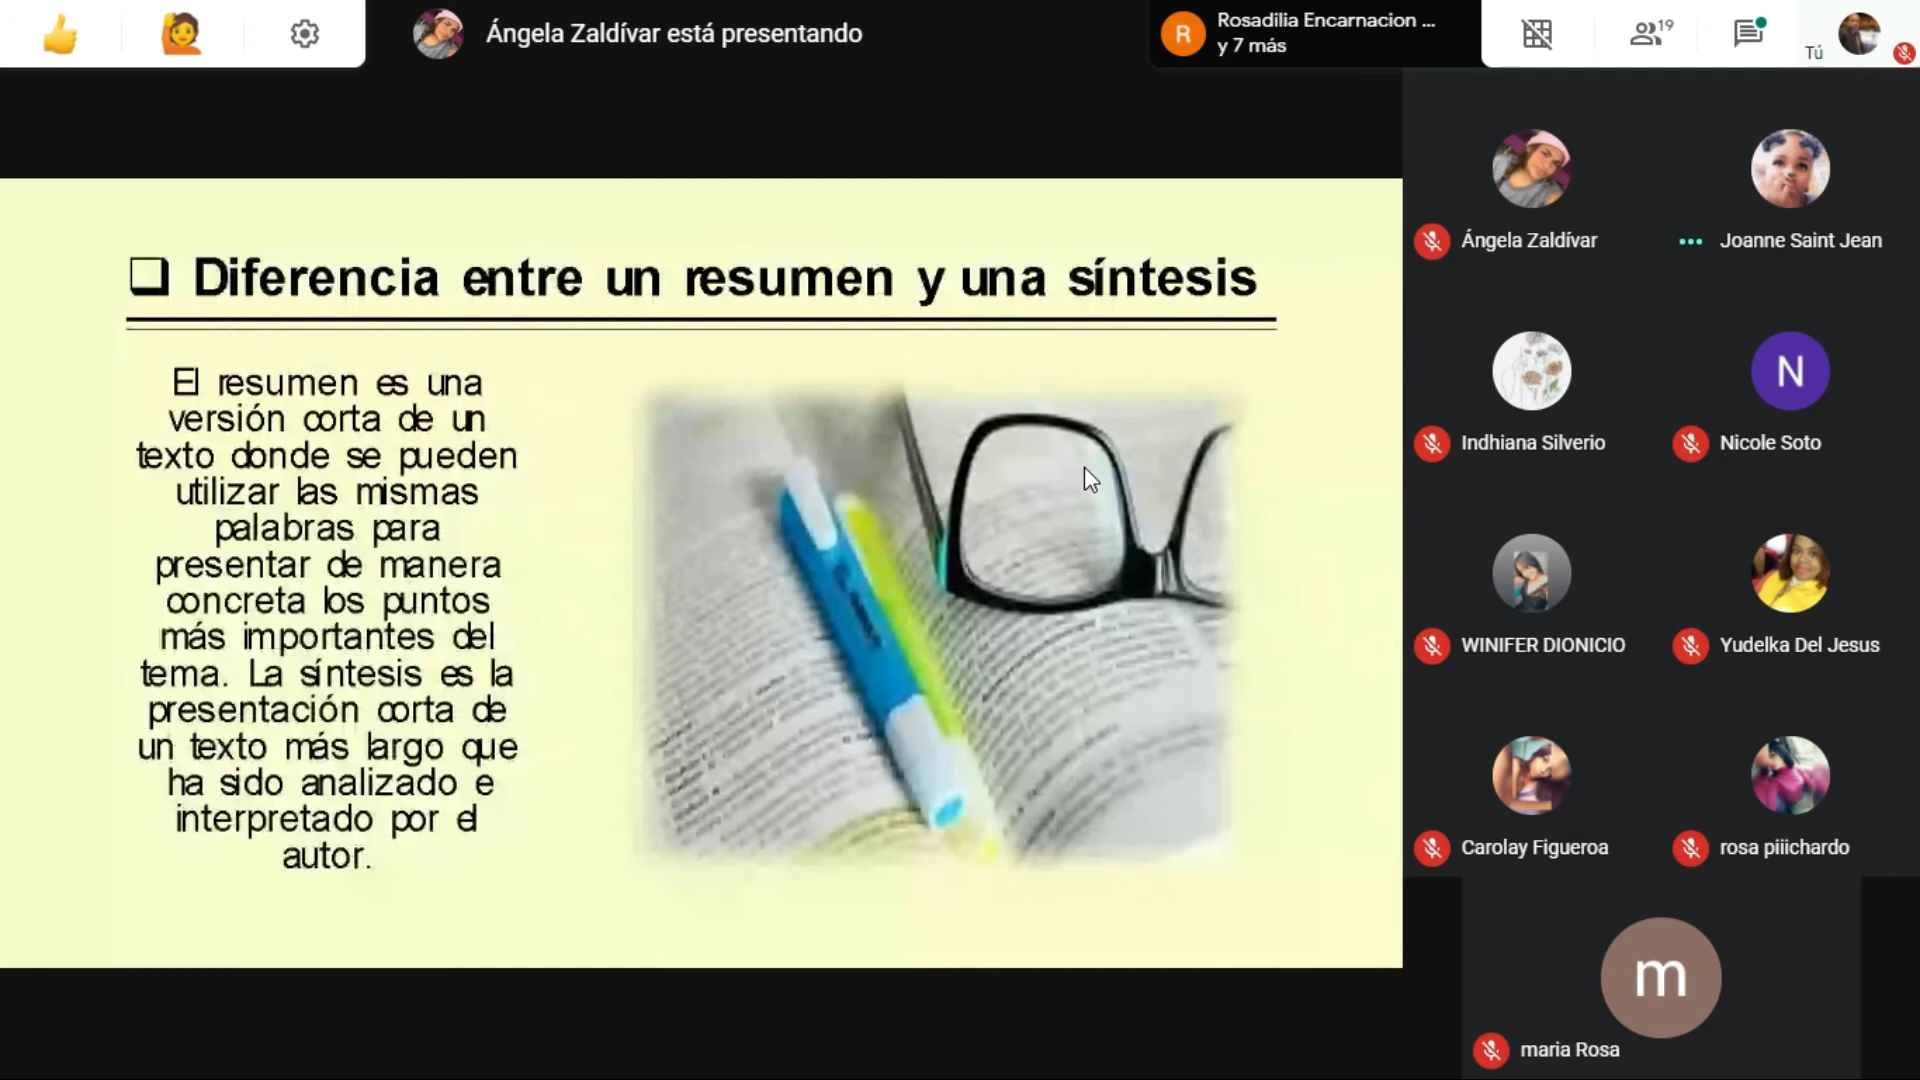 Ángela Zaldívar está presentando
Rosadilia Encarnacion ...
y 7 más
19
Tú
R
❑ Diferencia entre un resumen y una síntesis
El resumen es una
versión corta de un
texto donde se pueden
utilizar las mismas
palabras para
presentar de manera
concreta los puntos
más importantes del
tema. La síntesis es la
presentación corta de
un texto más largo que
ha sido analizado e
interpretado por el
autor.
Ángela Zaldívar
Joanne Saint Jean
Indhiana Silverio
N
Nicole Soto
WINIFER DIONICIO
Yudelka Del Jesus
Carolay Figueroa
rosa piiichardo
m
maria Rosa